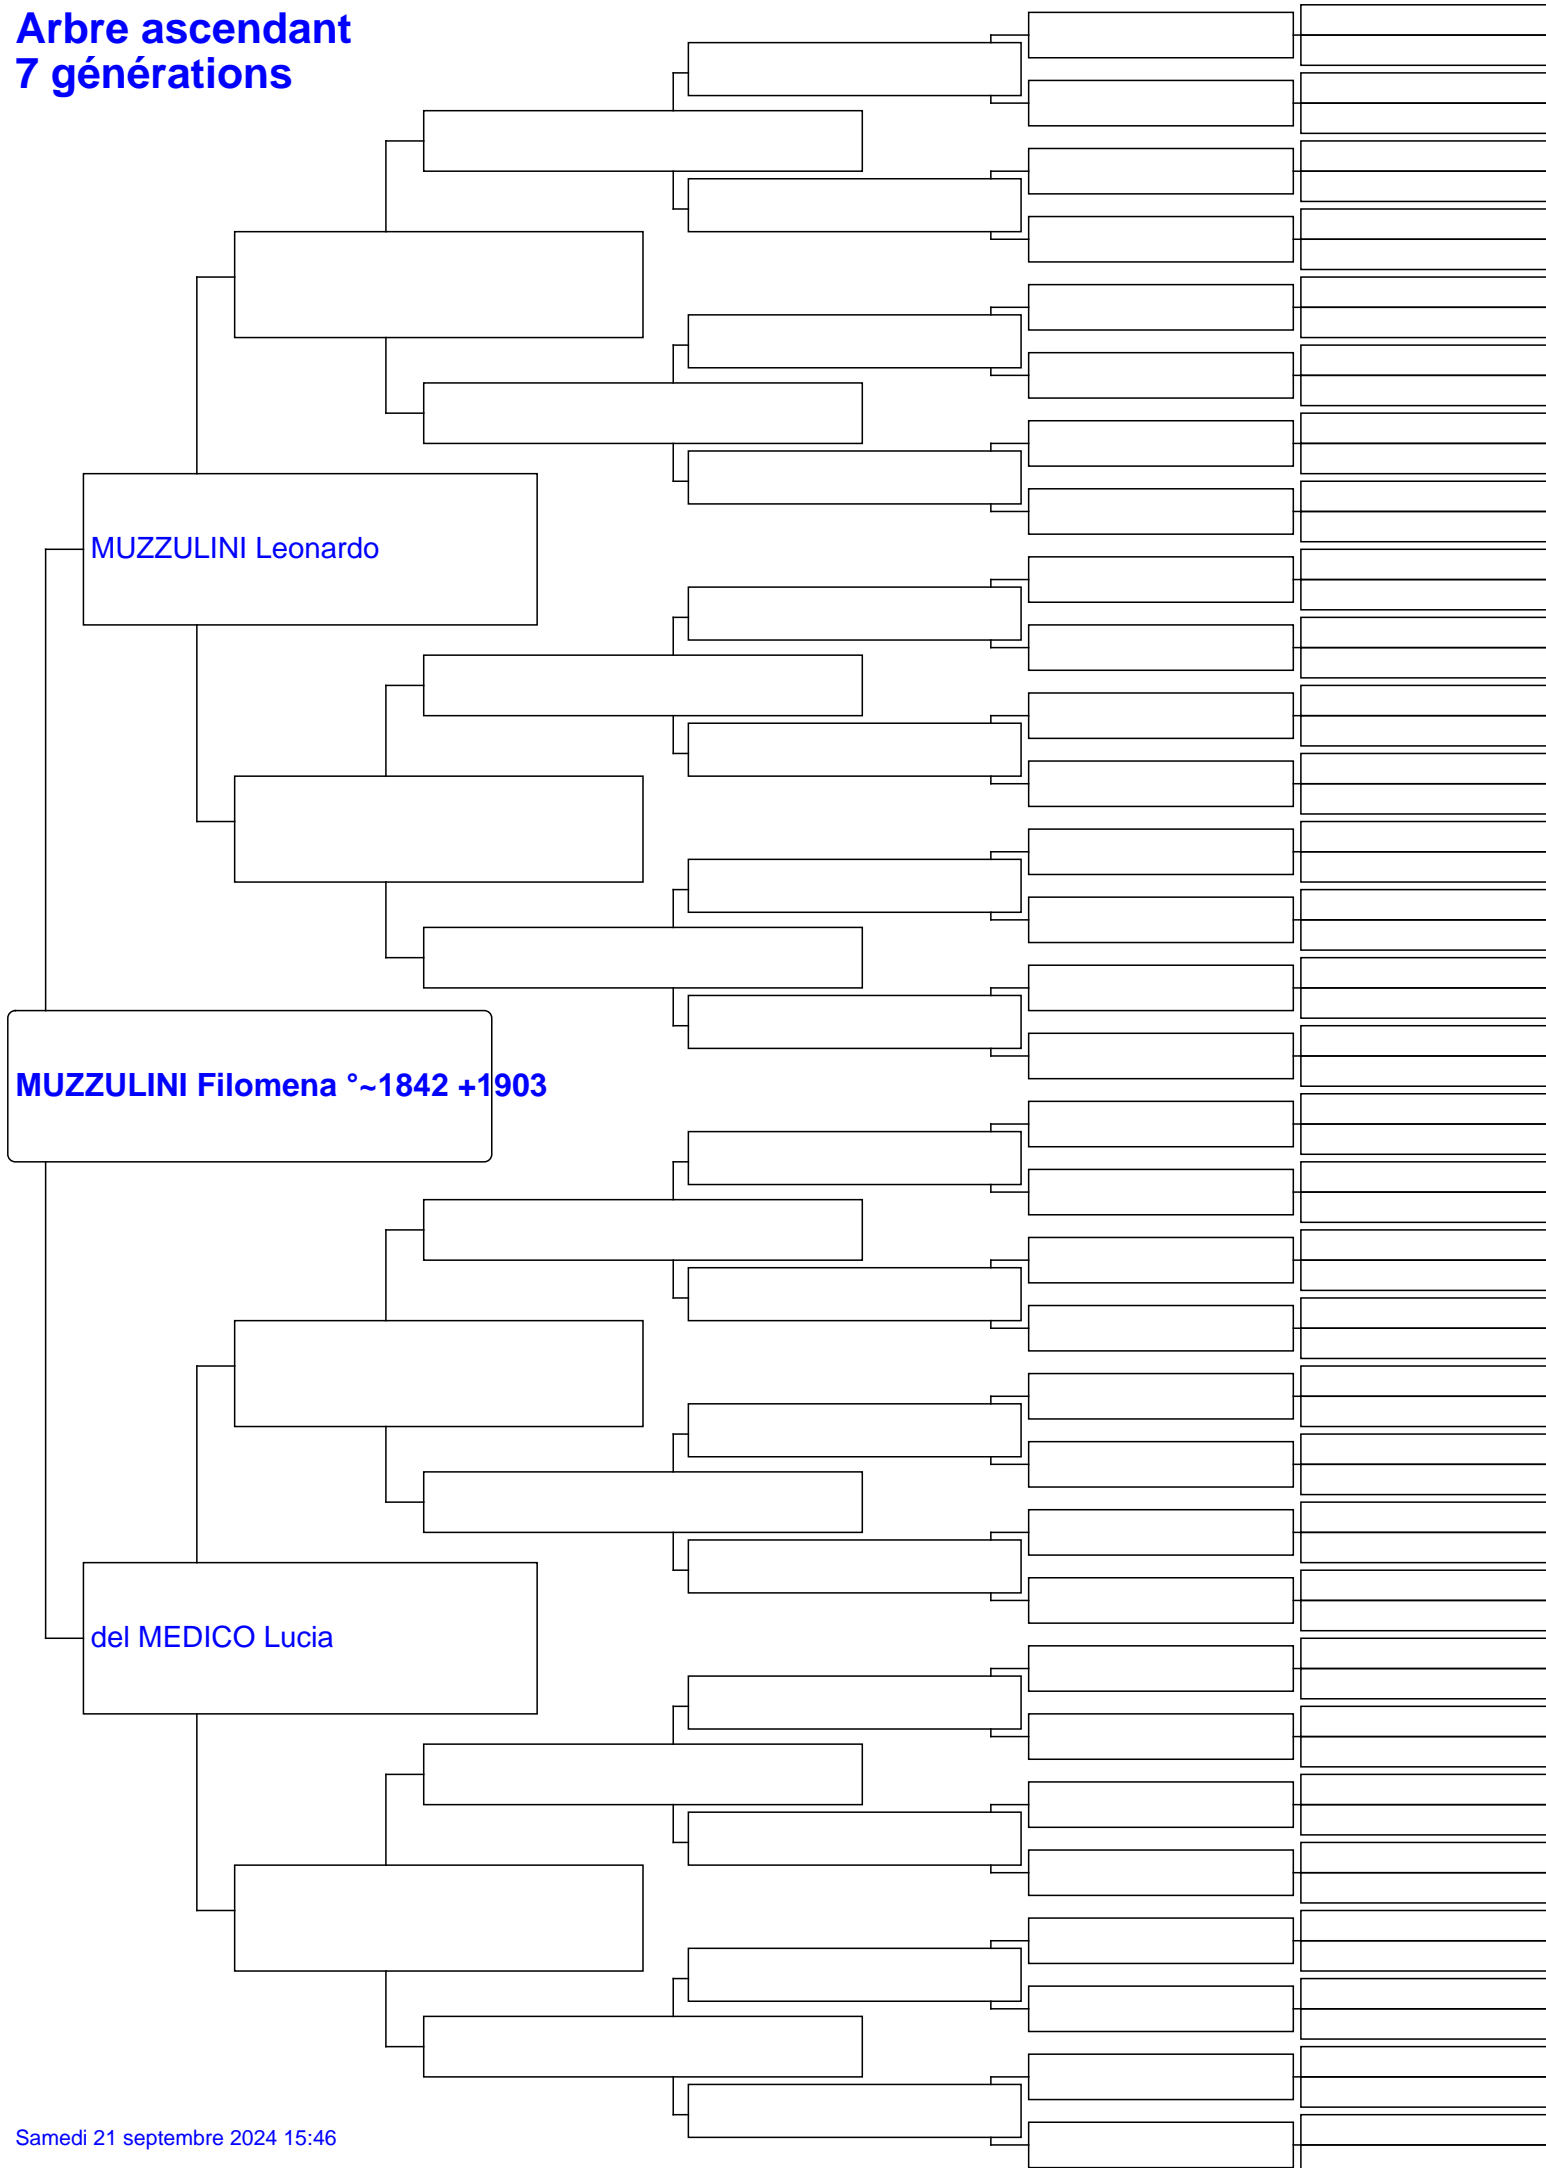 Arbre ascendant
7 générations
MUZZULINI Leonardo
MUZZULINI Filomena °~1842 +1903
del MEDICO Lucia
Samedi 21 septembre 2024 15:46